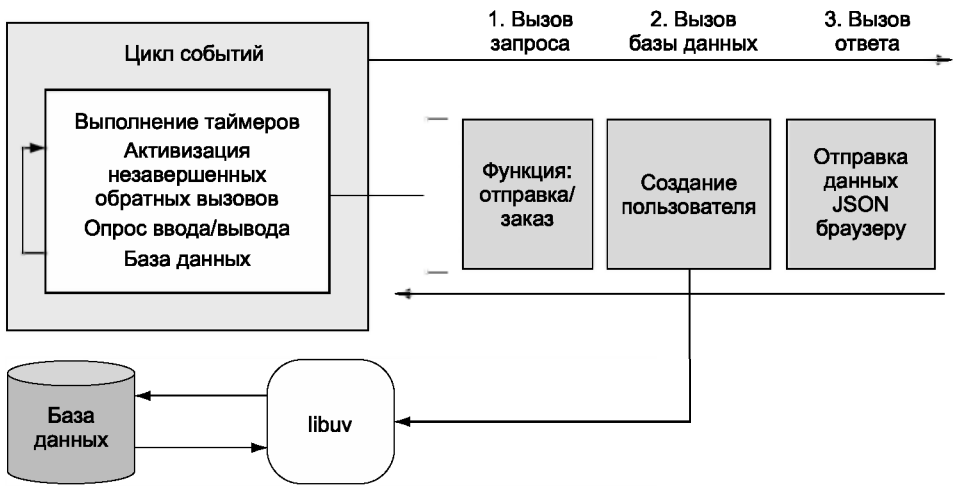 Цикл событий
Выполнение таймеров
Активизация
незавершенных
обратных вызовов
Опрос ввода/вывода
База данных
1. Вызов
запроса
2. Вызов
базы данных
3. Вызов
ответа
Функция:
отправка/
заказ
Создание
пользователя
Отправка
данных
JSON
браузеру
База
данных
libuv